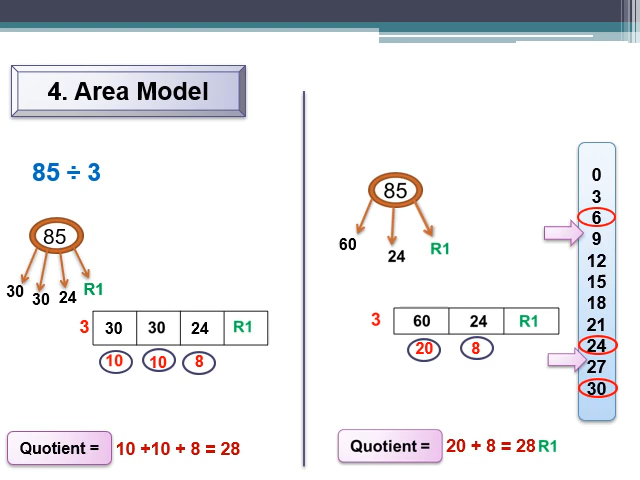 4. Area Model
85 ÷ 3
85
30 30 24 R1
3 30 30 24 R1
10 10 8
Quotient = 10 +10 + 8 = 28
85
60 24 R1
3 60 24 R1
20 8
Quotient = 20 + 8 = 28 R1
0
3
6
9
12
15
18
21
24
27
30